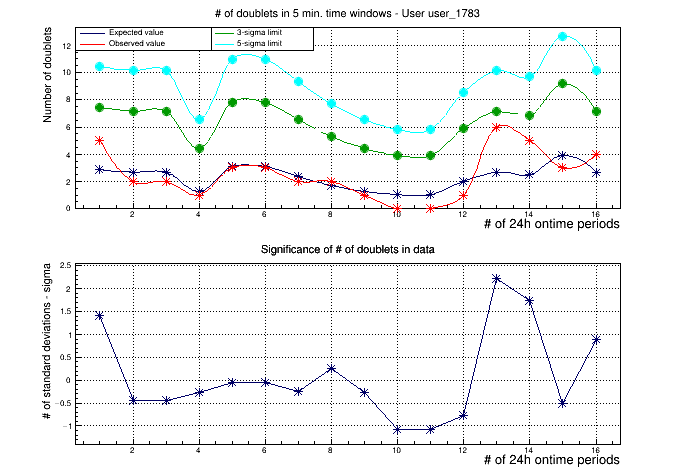 # of doublets in 5 min. time windows - User user_1783
Number of doublets
Expected value
Observed value
3-sigma limit
5-sigma limit
12
10
8
6
4
2
0
2 4 6 8 10 12 14 16
# of 24h ontime periods
Significance of # of doublets in data
# of standard deviations - sigma
2.5
2
1.5
1
0.5
0
−0.5
−1
2 4 6 8 10 12 14 16
# of 24h ontime periods